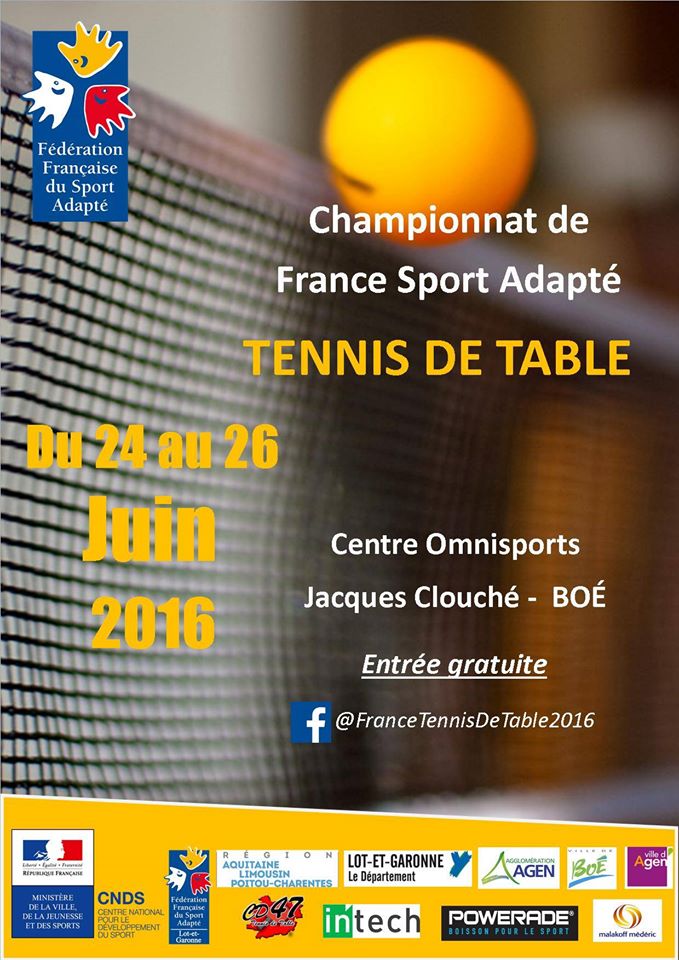 Fédération
Française
du Sport
Adapté
Championnat de
France Sport Adapté
TENNIS DE TABLE
Du 24 au 26
Juin
2016
Centre Omnisports
Jacques Clouché - BOÉ
Entrée gratuite
f @FranceTennisDeTable2016
Liberté • Égalité • Fraternité
RÉPUBLIQUE FRANÇAISE
MINISTÈRE
DE LA VILLE,
DE LA JEUNESSE
ET DES SPORTS
CNDS
CENTRE NATIONAL
POUR LE
DÉVELOPPEMENT
DU SPORT
Fédération
Française
du Sport
Adapté
Lot-et-
Garonne
RÉGION
AQUITAINE
LIMOUSIN
POITOU-CHARENTES
LOT-ET-GARONNE
Le Département
AGGLOMÉRATION
AGEN
VILLE DE
BOÉ
ville d'
Agen
CD47
Tennis de Table
intech
POWERADE
BOISSON POUR LE SPORT
malakoff médéric